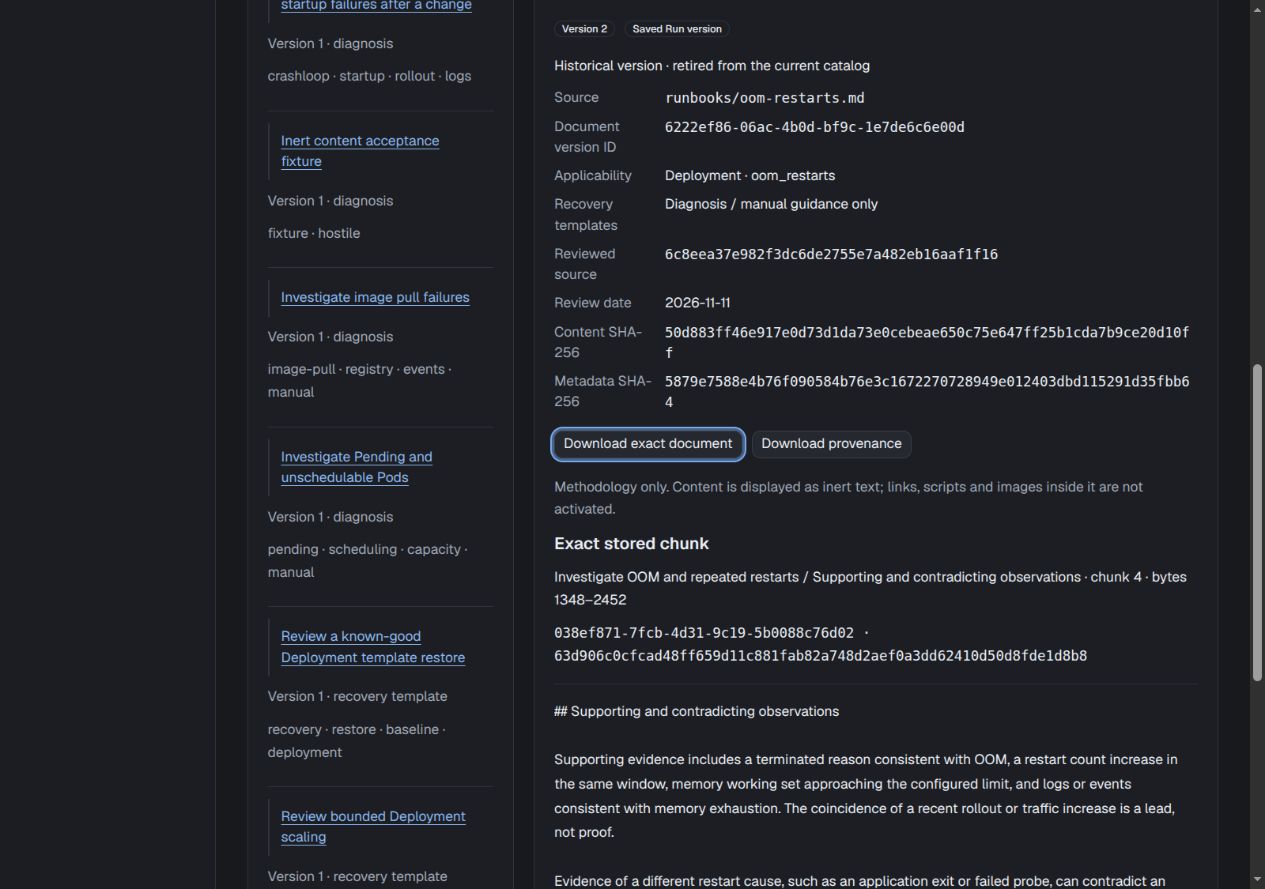 startup failures after a change
Version 1 · diagnosis
crashloop · startup · rollout · logs
Inert content acceptance
fixture
Version 1 · diagnosis
fixture · hostile
Investigate image pull failures
Version 1 · diagnosis
image-pull · registry · events ·
manual
Investigate Pending and
unschedulable Pods
Version 1 · diagnosis
pending · scheduling · capacity ·
manual
Review a known-good
Deployment template restore
Version 1 · recovery template
recovery · restore · baseline ·
deployment
Review bounded Deployment
scaling
Version 1 · recovery template
Version 2
Saved Run version
Historical version · retired from the current catalog
Source
runbooks/oom-restarts.md
Document
version ID
6222ef86-06ac-4b0d-bf9c-1e7de6c6e00d
Applicability
Deployment · oom_restarts
Recovery
templates
Diagnosis / manual guidance only
Reviewed
source
6c8eea37e982f3dc6de2755e7a482eb16aaf1f16
Review date
2026-11-11
Content SHA-
256
50d883ff46e917e0d73d1da73e0cebeae650c75e647ff25b1cda7b9ce20d10f
f
Metadata SHA-
256
5879e7588e4b76f090584b76e3c1672270728949e012403dbd115291d35fbb6
4
Download exact document
Download provenance
Methodology only. Content is displayed as inert text; links, scripts and images inside it are not
activated.
Exact stored chunk
Investigate OOM and repeated restarts / Supporting and contradicting observations · chunk 4 · bytes
1348–2452
038ef871-7fcb-4d31-9c19-5b0088c76d02 ·
63d906c0cfcad48ff659d11c881fab82a748d2aef0a3dd62410d50d8fde1d8b8
## Supporting and contradicting observations
Supporting evidence includes a terminated reason consistent with OOM, a restart count increase in
the same window, memory working set approaching the configured limit, and logs or events
consistent with memory exhaustion. The coincidence of a recent rollout or traffic increase is a lead,
not proof.
Evidence of a different restart cause, such as an application exit or failed probe, can contradict an